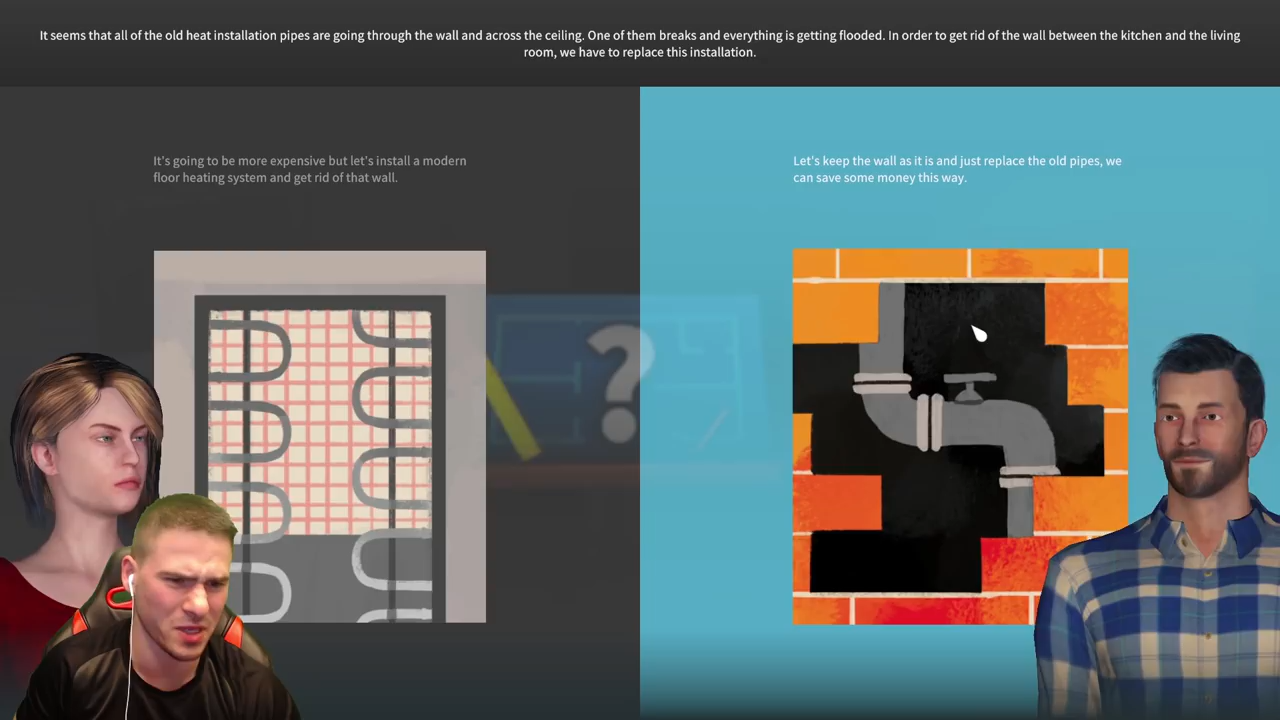 It seems that all of the old heat installation pipes are going through the wall and across the ceiling. One of them breaks and everything is getting flooded. In order to get rid of the wall between the kitchen and the living
room, we have to replace this installation.
It's going to be more expensive but let's install a modern
floor heating system and get rid of that wall.
Let's keep the wall as it is and just replace the old pipes, we
can save some money this way.
?